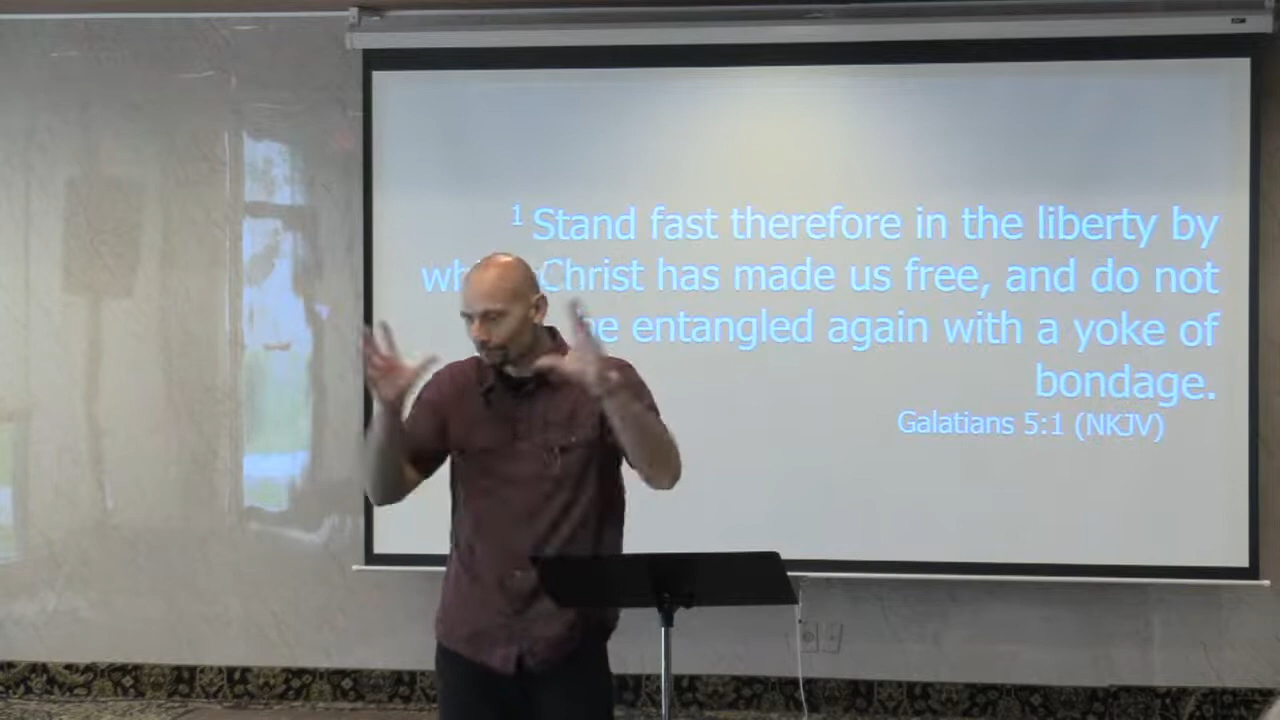 1 Stand fast therefore in the liberty by
Christ has made us free, and do not
entangled again with a yoke of
bondage.
Galatians 5:1 (NKJV)